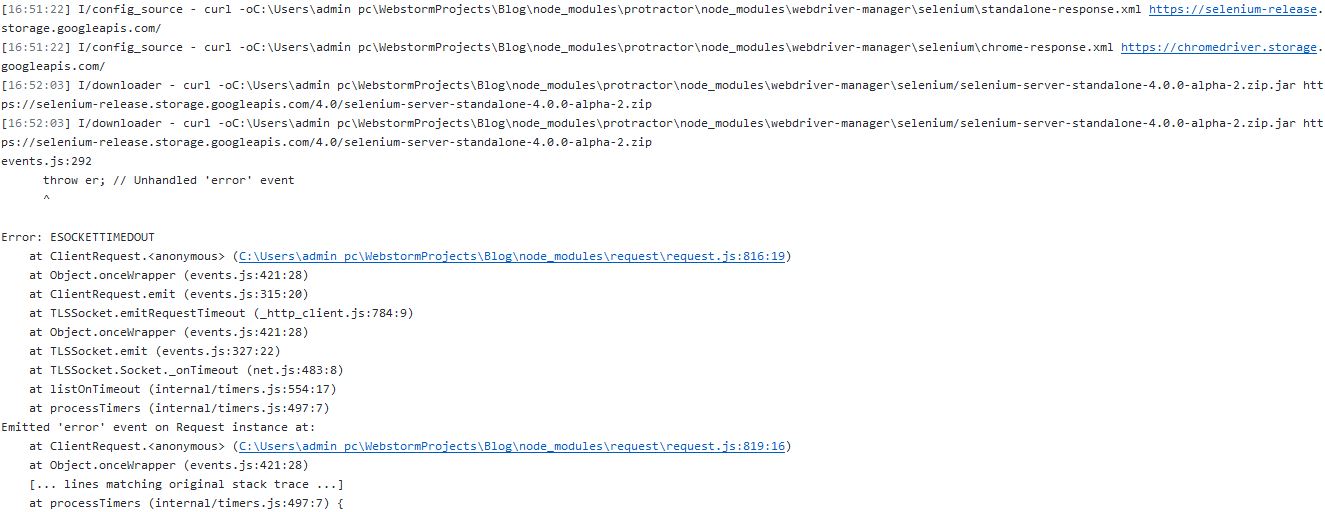 [16:51:22] I/config_source - curl -oC:\Users\admin pc\WebstormProjects\Blog\node_modules\protractor\node_modules\webdriver-manager\selenium\standalone-response.xml https://selenium-release.
storage.googleapis.com/
[16:51:22] I/config_source - curl -oC:\Users\admin pc\WebstormProjects\Blog\node_modules\protractor\node_modules\webdriver-manager\selenium\chrome-response.xml https://chromedriver.storage.
googleapis.com/
[16:52:03] I/downloader - curl -oC:\Users\admin pc\WebstormProjects\Blog\node_modules\protractor\node_modules\webdriver-manager\selenium/selenium-server-standalone-4.0.0-alpha-2.zip.jar htt
ps://selenium-release.storage.googleapis.com/4.0/selenium-server-standalone-4.0.0-alpha-2.zip
[16:52:03] I/downloader - curl -oC:\Users\admin pc\WebstormProjects\Blog\node_modules\protractor\node_modules\webdriver-manager\selenium/selenium-server-standalone-4.0.0-alpha-2.zip.jar htt
ps://selenium-release.storage.googleapis.com/4.0/selenium-server-standalone-4.0.0-alpha-2.zip
events.js:292
      throw er; // Unhandled 'error' event
      ^

Error: ESOCKETTIMEDOUT
    at ClientRequest.<anonymous> (C:\Users\admin pc\WebstormProjects\Blog\node_modules\request\request.js:816:19)
    at Object.onceWrapper (events.js:421:28)
    at ClientRequest.emit (events.js:315:20)
    at TLSSocket.emitRequestTimeout (_http_client.js:784:9)
    at Object.onceWrapper (events.js:421:28)
    at TLSSocket.emit (events.js:327:22)
    at TLSSocket.Socket._onTimeout (net.js:483:8)
    at listOnTimeout (internal/timers.js:554:17)
    at processTimers (internal/timers.js:497:7)
Emitted 'error' event on Request instance at:
    at ClientRequest.<anonymous> (C:\Users\admin pc\WebstormProjects\Blog\node_modules\request\request.js:819:16)
    at Object.onceWrapper (events.js:421:28)
    [... lines matching original stack trace ...]
    at processTimers (internal/timers.js:497:7) {